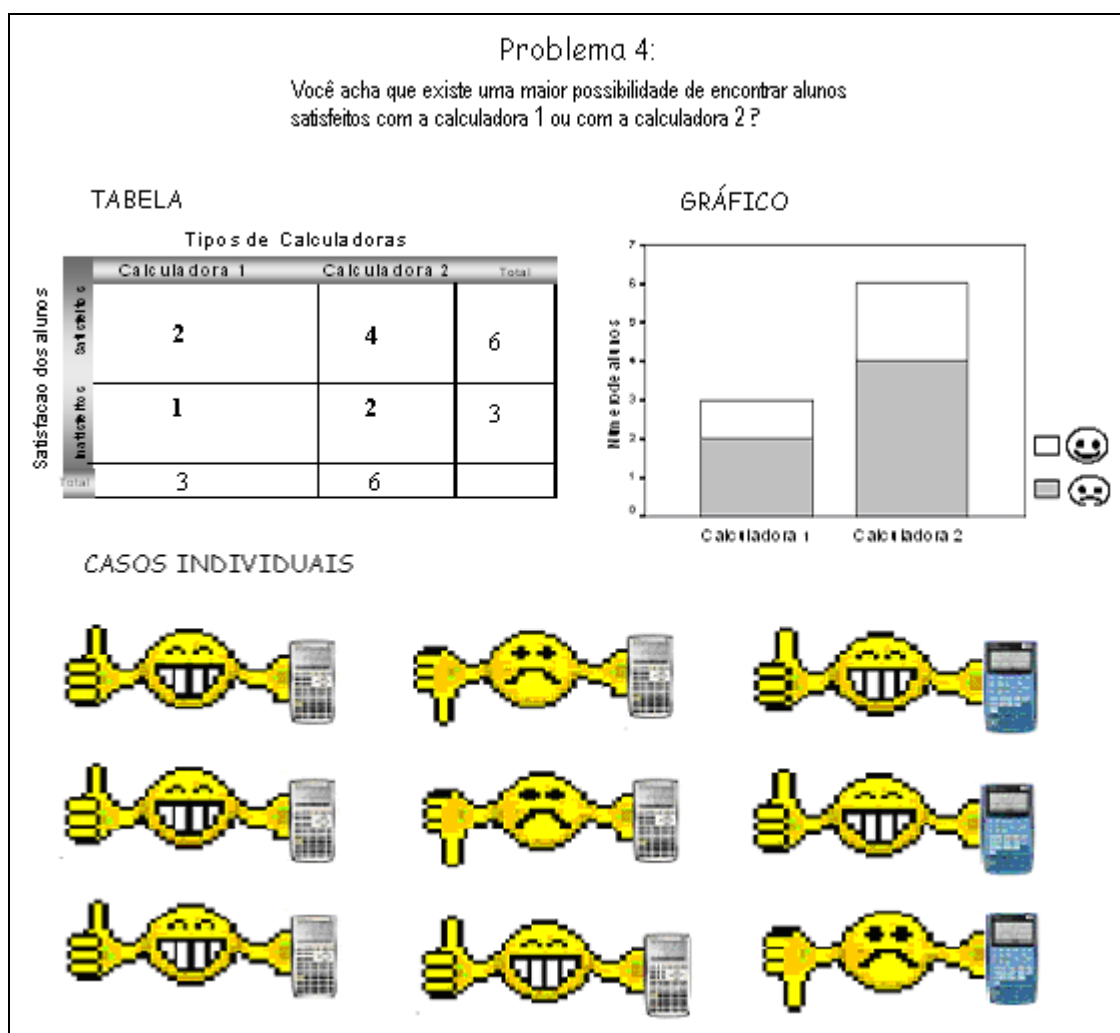 Problema 4:
Você acha que existe uma maior possibilidade de encontrar alunos
satisfeitos com a calculadora 1 ou com a calculadora 2 ?
TABELA
Tipos de Calculadoras
Calculadora 1 Calculadora 2 Total
Satisfacao dos alunos
Satisfeitos
2 4 6
Insatisfeitos
1 2 3
Total 3 6
GRÁFICO
Número de alunos
7
6
5
4
3
2
1
0
Calculadora 1 Calculadora 2
CASOS INDIVIDUAIS